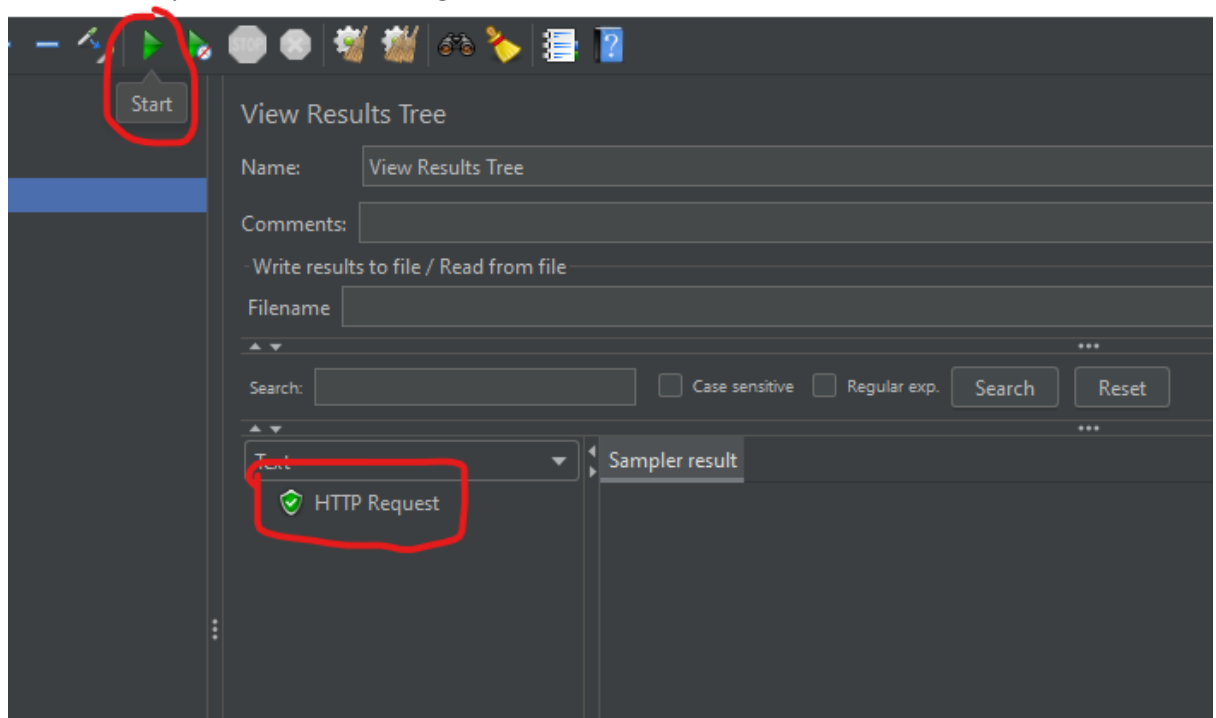 STOP
?
Start
View Results Tree
Name:
View Results Tree
Comments:
Write results to file / Read from file
Filename
Search:
Case sensitive
Regular exp.
Search
Reset
Text
Sampler result
HTTP Request